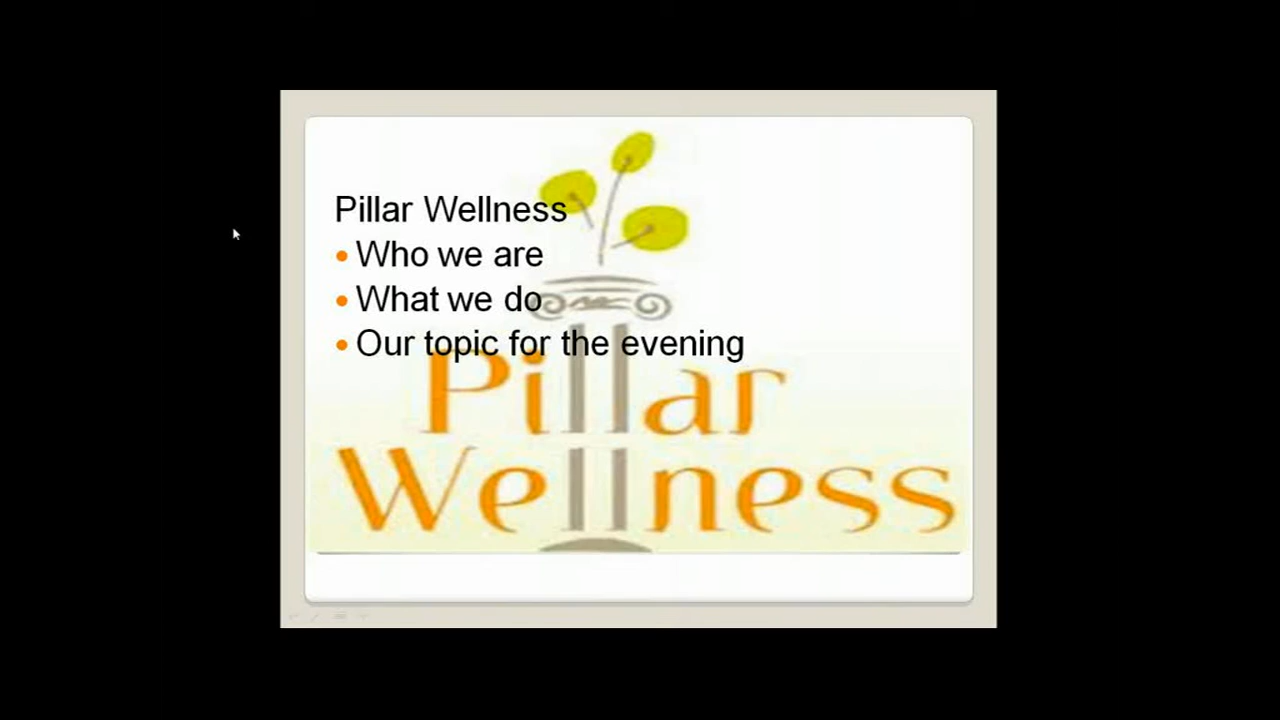 Pillar Wellness
• Who we are
• What we do
• Our topic for the evening
Pillar
Wellness